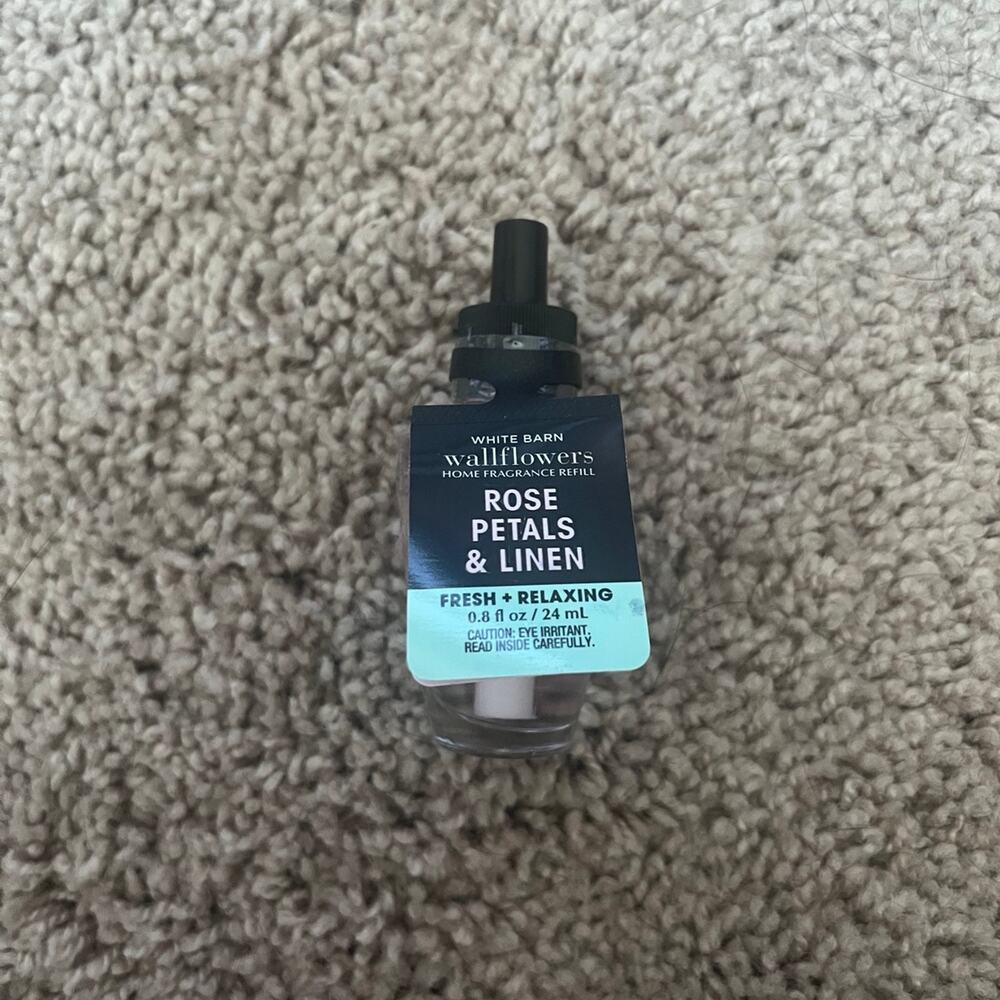 WHITE BARN
wallflowers
HOME FRAGRANCE REFILL
ROSE
PETALS
& LINEN
FRESH + RELAXING
0.8 fl oz / 24 mL
CAUTION: EYE IRRITANT.
READ INSIDE CAREFULLY.